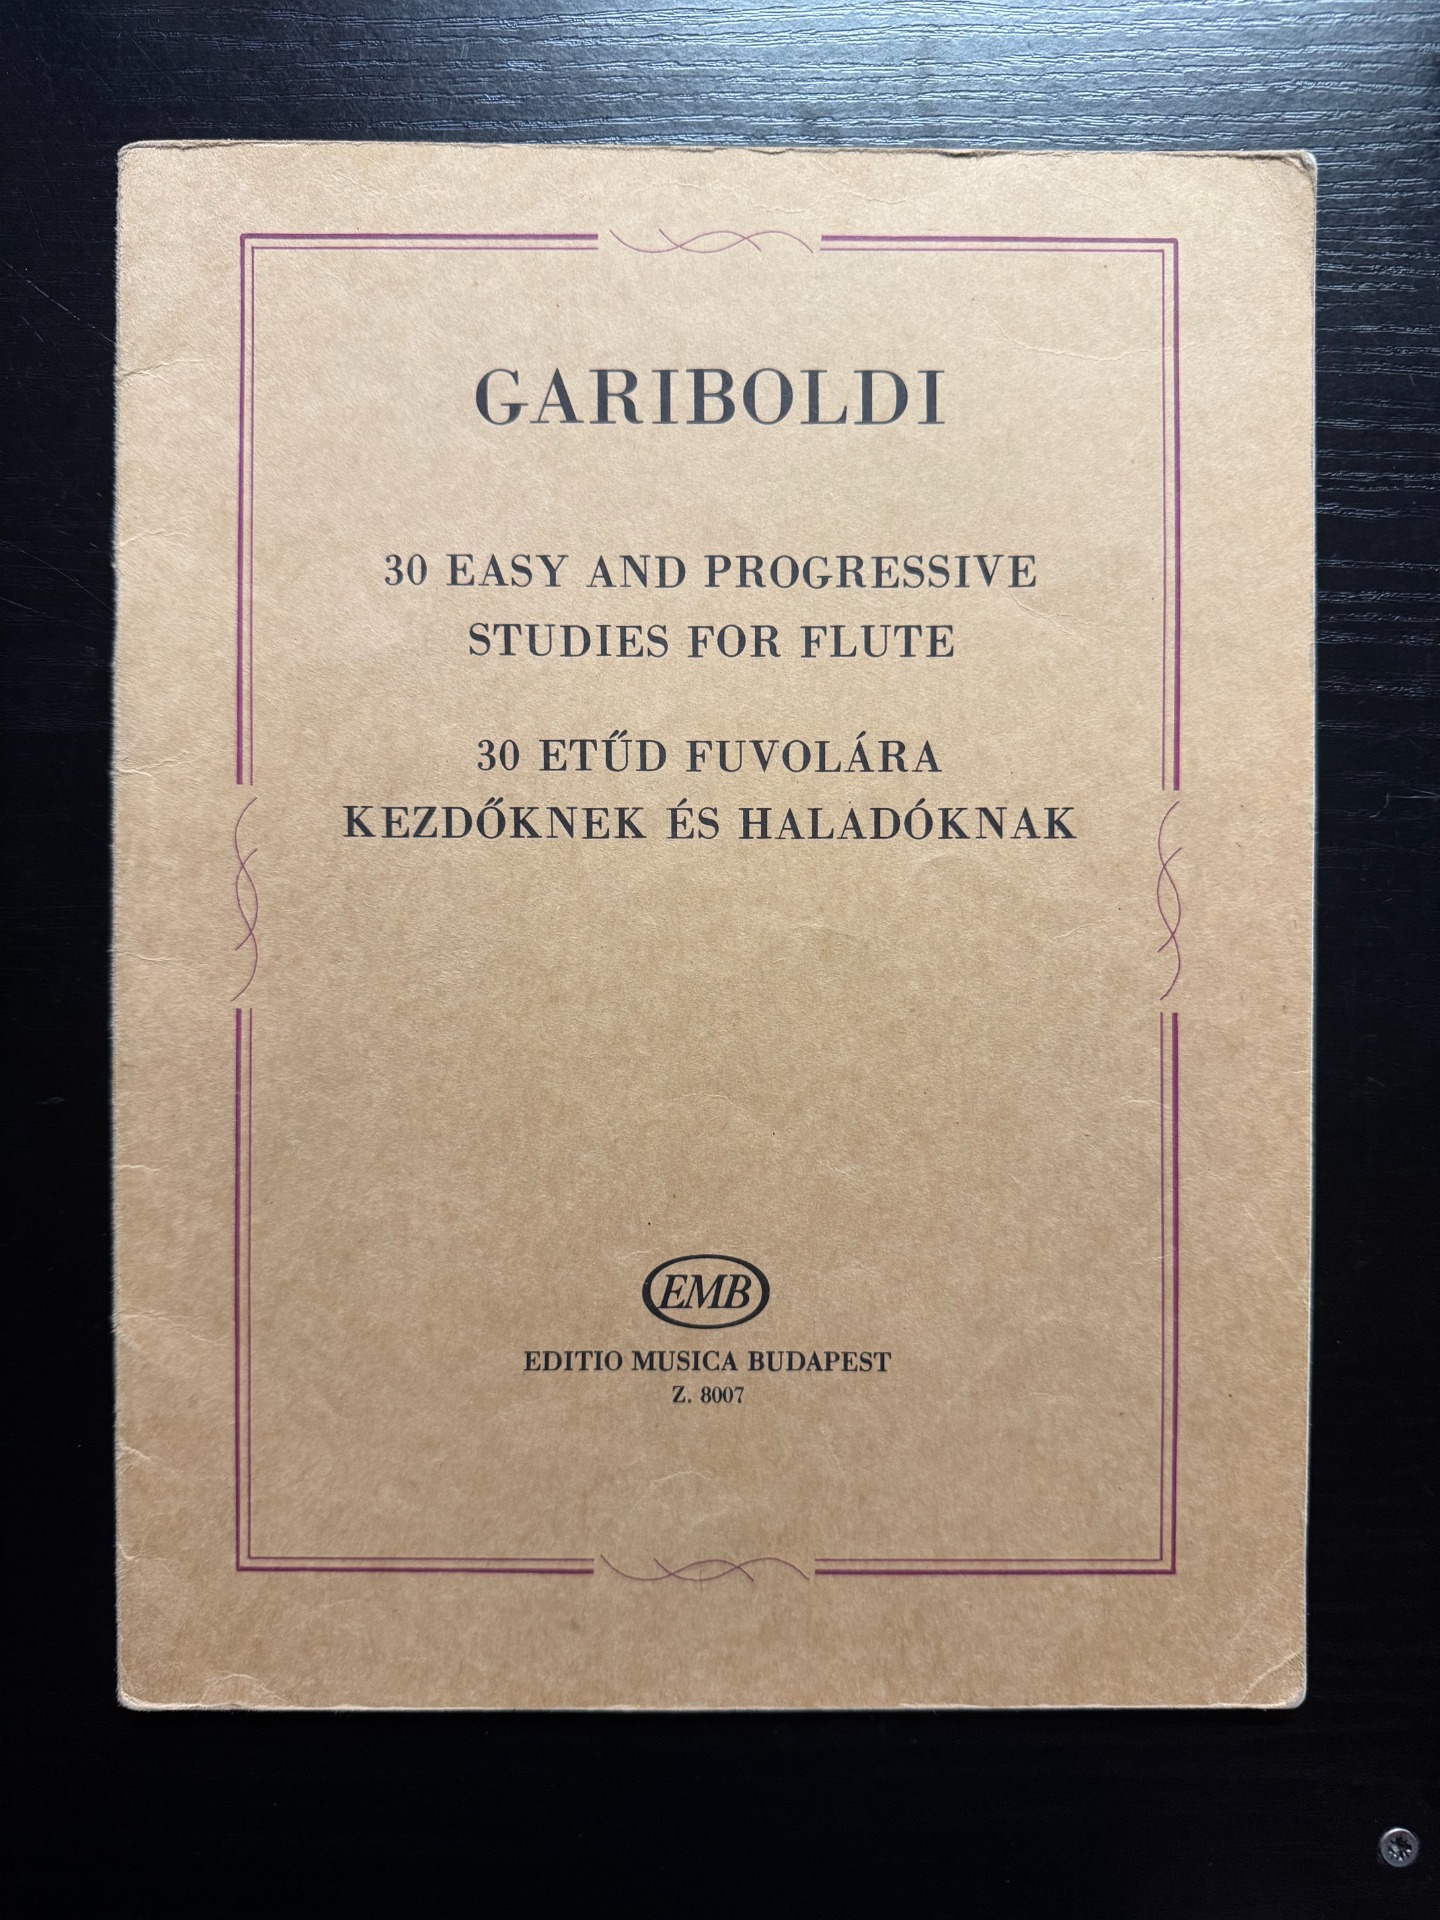 GARIBOLDI
30 EASY AND PROGRESSIVE
STUDIES FOR FLUTE
30 ETŰD FUVOLÁRA
KEZDŐKNEK ÉS HALADÓKNAK
EMB
EDITIO MUSICA BUDAPEST
Z. 8007